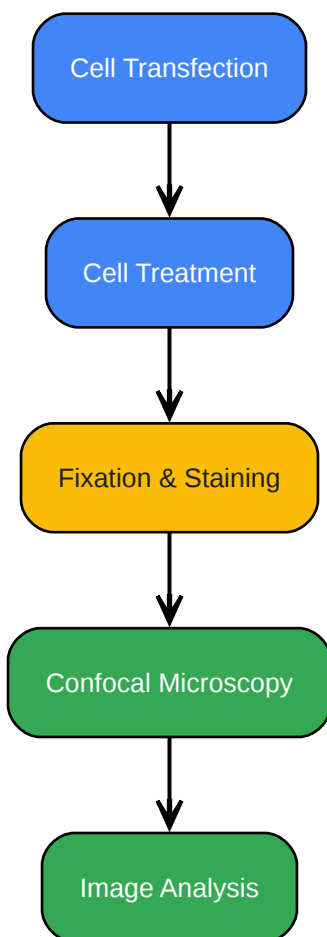 Cell Transfection
Cell Treatment
Fixation & Staining
Confocal Microscopy
Image Analysis